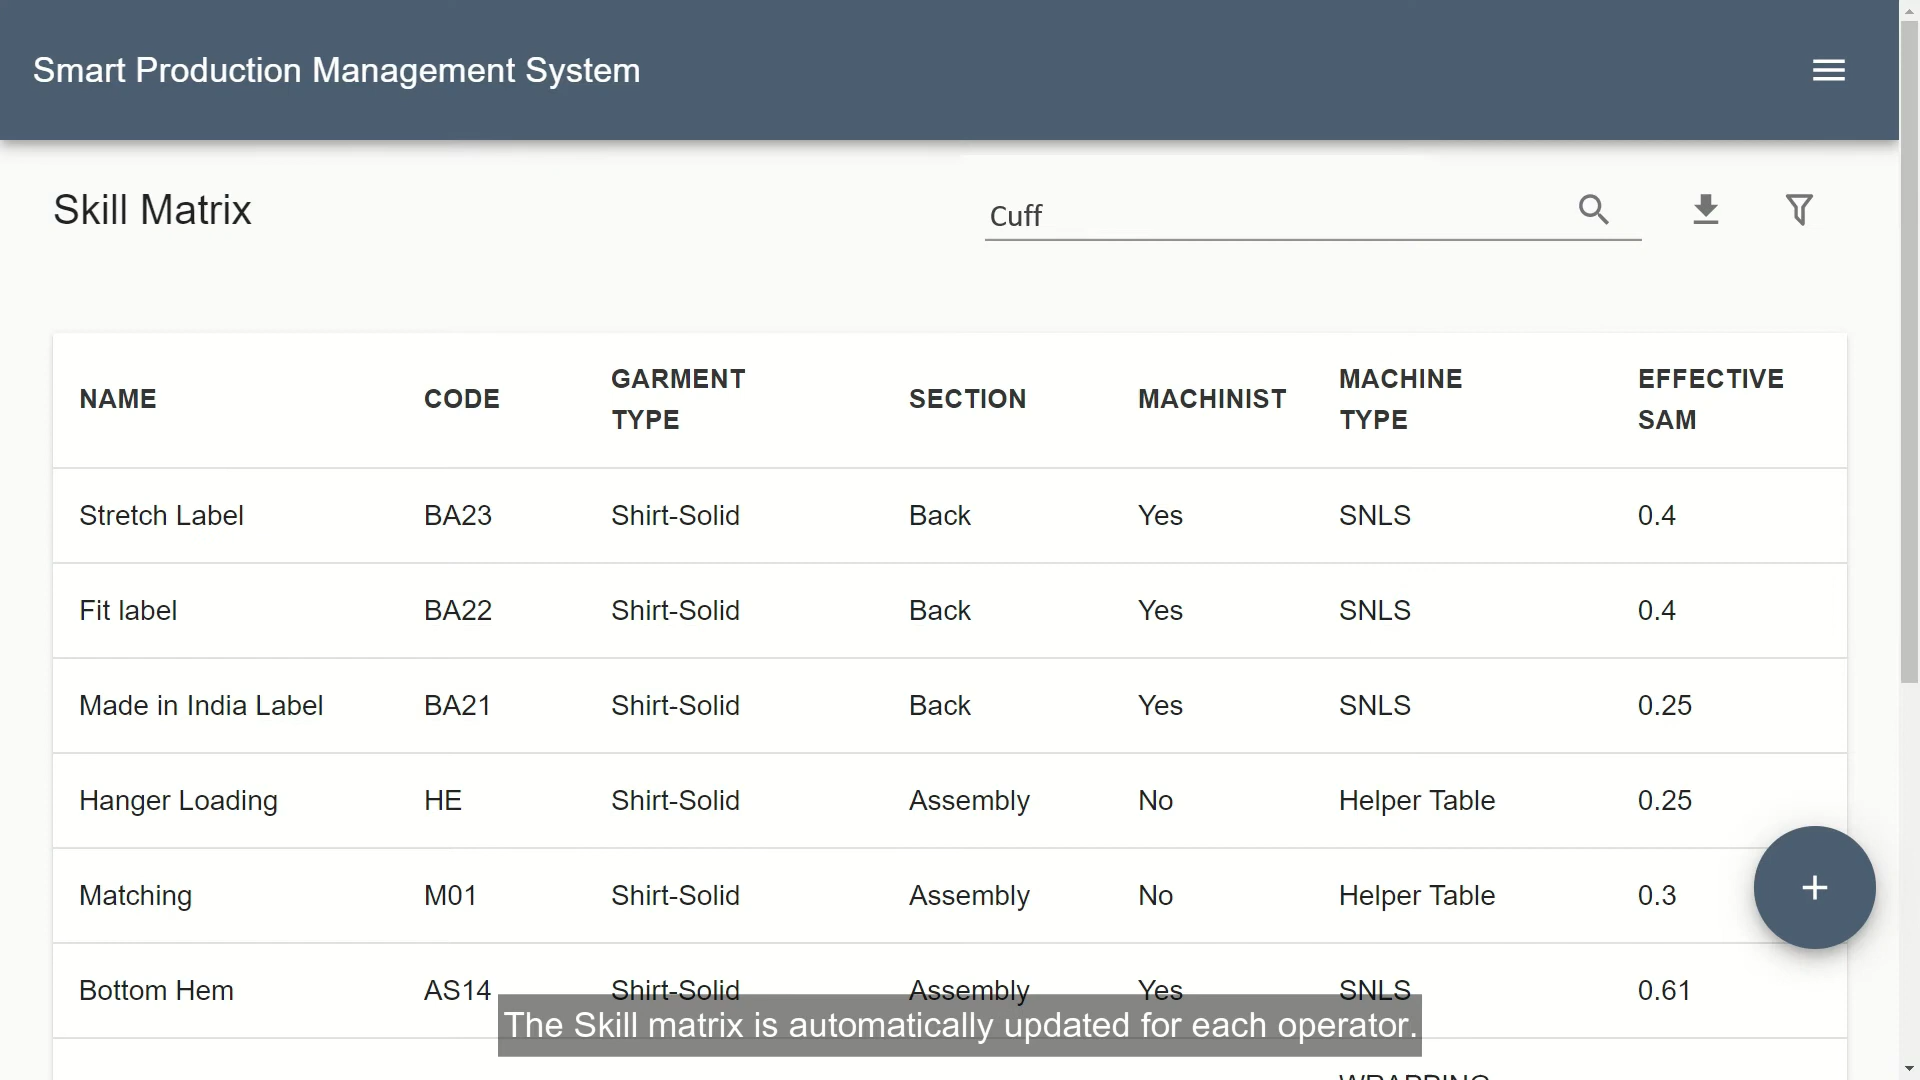 Smart Production Management System
Skill Matrix
Cuff
NAME CODE GARMENT TYPE SECTION MACHINIST MACHINE TYPE EFFECTIVE SAM
Stretch Label BA23 Shirt-Solid Back Yes SNLS 0.4
Fit label BA22 Shirt-Solid Back Yes SNLS 0.4
Made in India Label BA21 Shirt-Solid Back Yes SNLS 0.25
Hanger Loading HE Shirt-Solid Assembly No Helper Table 0.25
Matching M01 Shirt-Solid Assembly No Helper Table 0.3
Bottom Hem AS14 Shirt-Solid Assembly Yes SNLS 0.61
The Skill matrix is automatically updated for each operator.